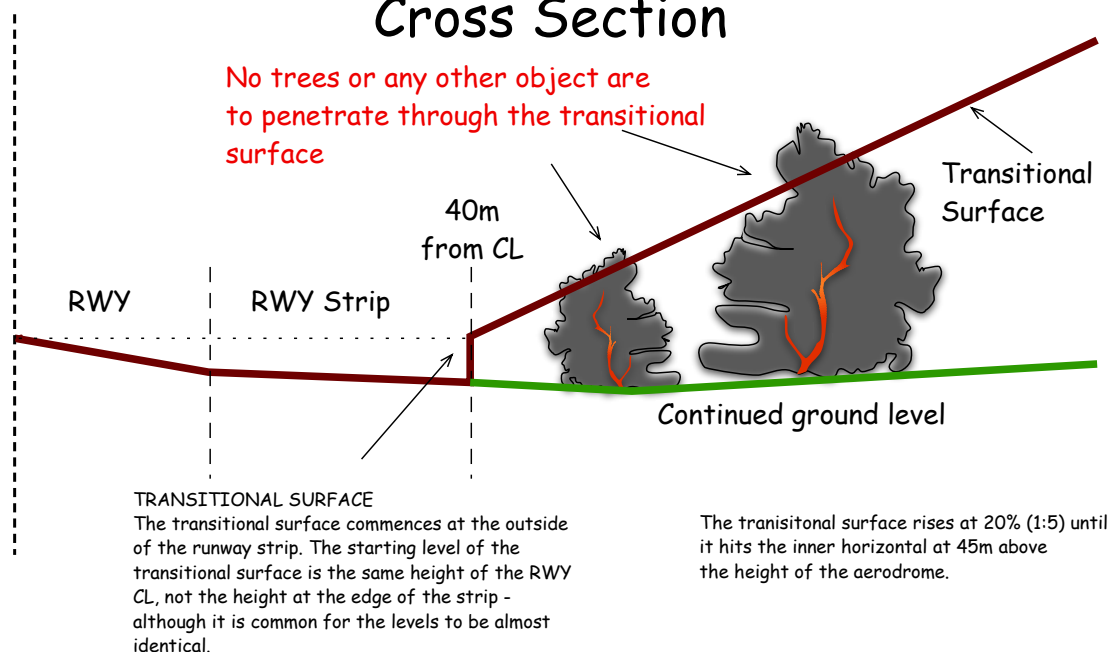 Cross Section
No trees or any other object are
to penetrate through the transitional
surface
Transitional
Surface
40m
from CL
RWY
RWY Strip
Continued ground level
TRANSITIONAL SURFACE
The transitional surface commences at the outside
of the runway strip. The starting level of the
transitional surface is the same height of the RWY
CL, not the height at the edge of the strip -
although it is common for the levels to be almost
identical.
The tranisitonal surface rises at 20% (1:5) until
it hits the inner horizontal at 45m above
the height of the aerodrome.